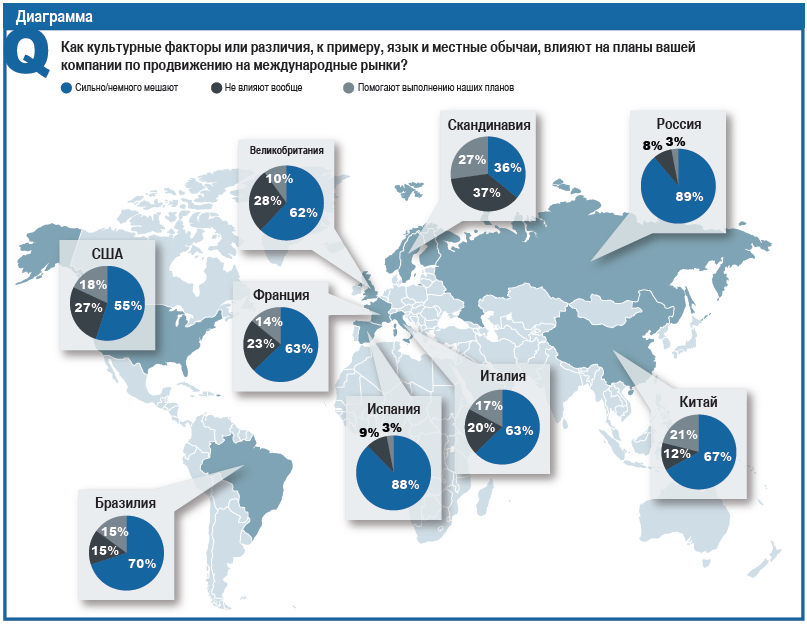 Диаграмма
Q
Как культурные факторы или различия, к примеру, язык и местные обычаи, влияют на планы вашей
компании по продвижению на международные рынки?
Сильно/немного мешают
Не влияют вообще
Помогают выполнению наших планов
Великобритания
10%
28%
62%
Скандинавия
27%
36%
37%
Россия
8%
3%
89%
США
18%
27%
55%
Франция
14%
23%
63%
Испания
9%
3%
88%
Италия
17%
20%
63%
Китай
21%
12%
67%
Бразилия
15%
15%
70%